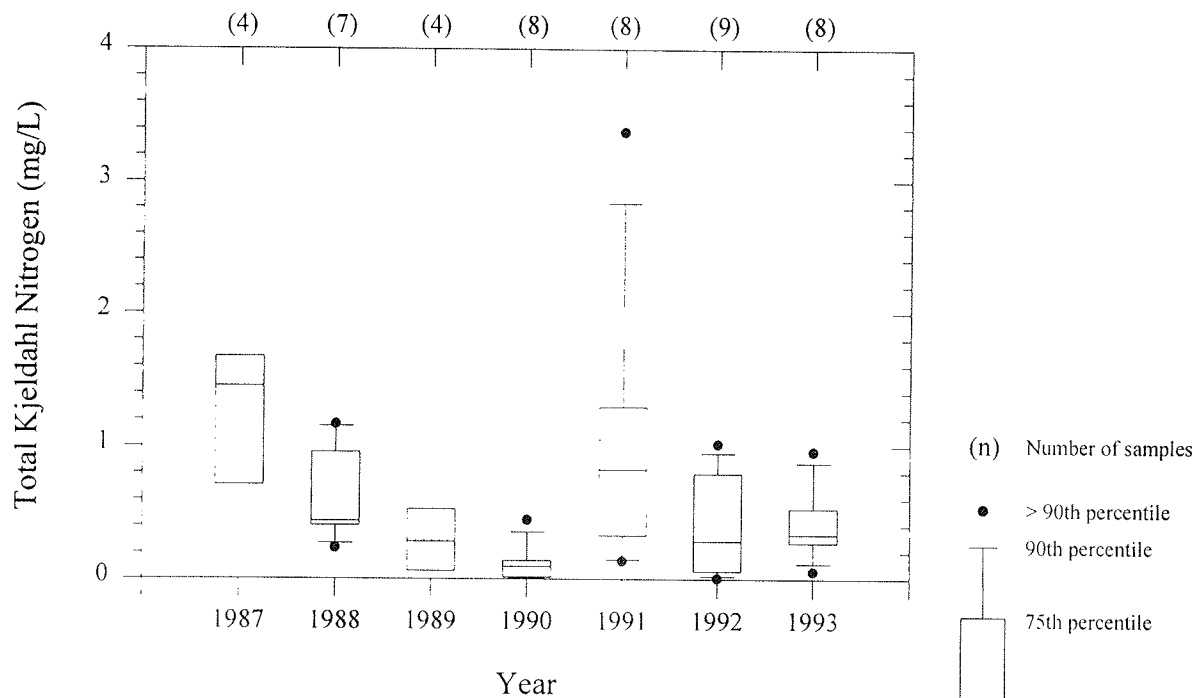 (4) (7) (4) (8) (8) (9) (8)
4
3
2
1
0
Total Kjeldahl Nitrogen (mg/L)
1987 1988 1989 1990 1991 1992 1993
Year
(n) Number of samples
> 90th percentile
90th percentile
75th percentile